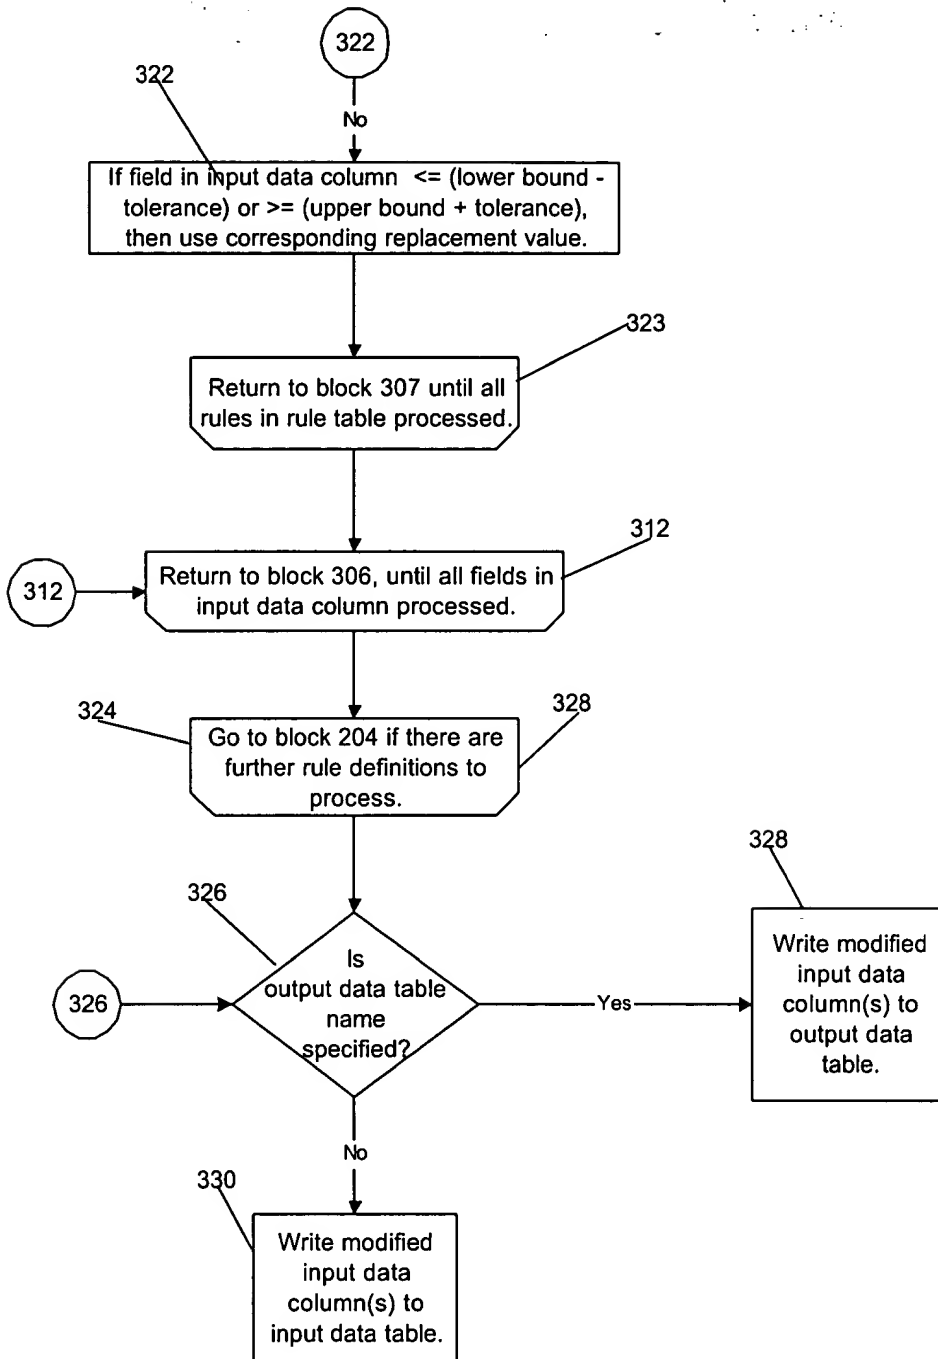 322
322
No
If field in input data column <= (lower bound -
tolerance) or >= (upper bound + tolerance),
then use corresponding replacement value.
323
Return to block 307 until all
rules in rule table processed.
312
312
Return to block 306, until all fields in
input data column processed.
324
328
Go to block 204 if there are
further rule definitions to
process.
328
326
Is
output data table
name
specified?
326
Yes
Write modified
input data
column(s) to
output data
table.
No
330
Write modified
input data
column(s) to
input data table.